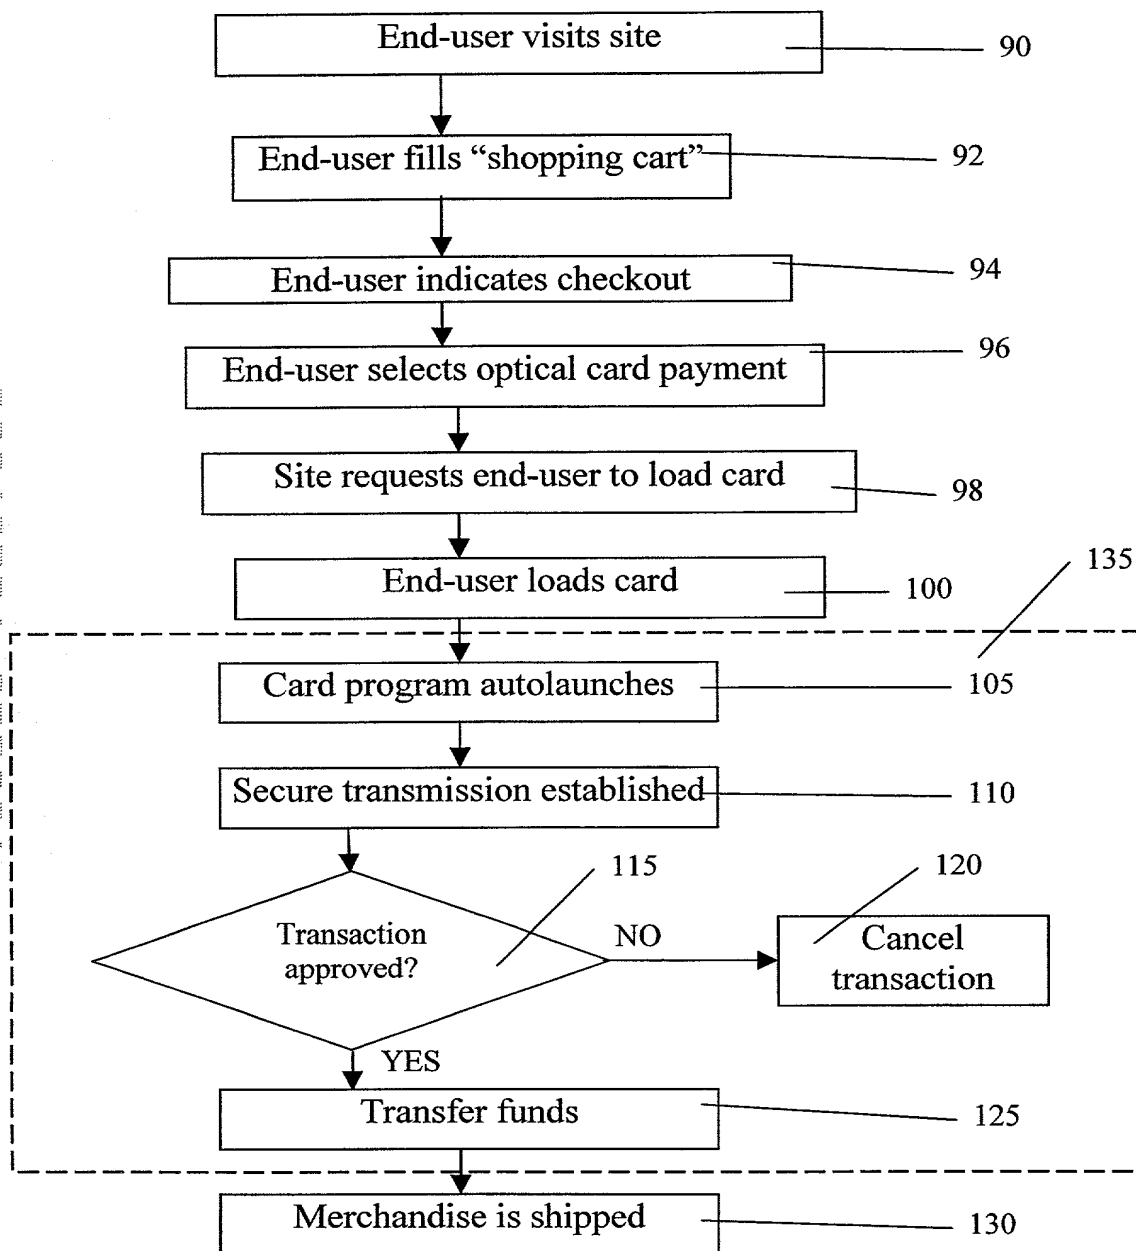 End-user visits site
90
End-user fills “shopping cart”
92
End-user indicates checkout
94
End-user selects optical card payment
96
Site requests end-user to load card
98
End-user loads card
100
135
Card program autolaunches
105
Secure transmission established
110
115
120
Transaction
approved?
NO
Cancel
transaction
YES
Transfer funds
125
Merchandise is shipped
130